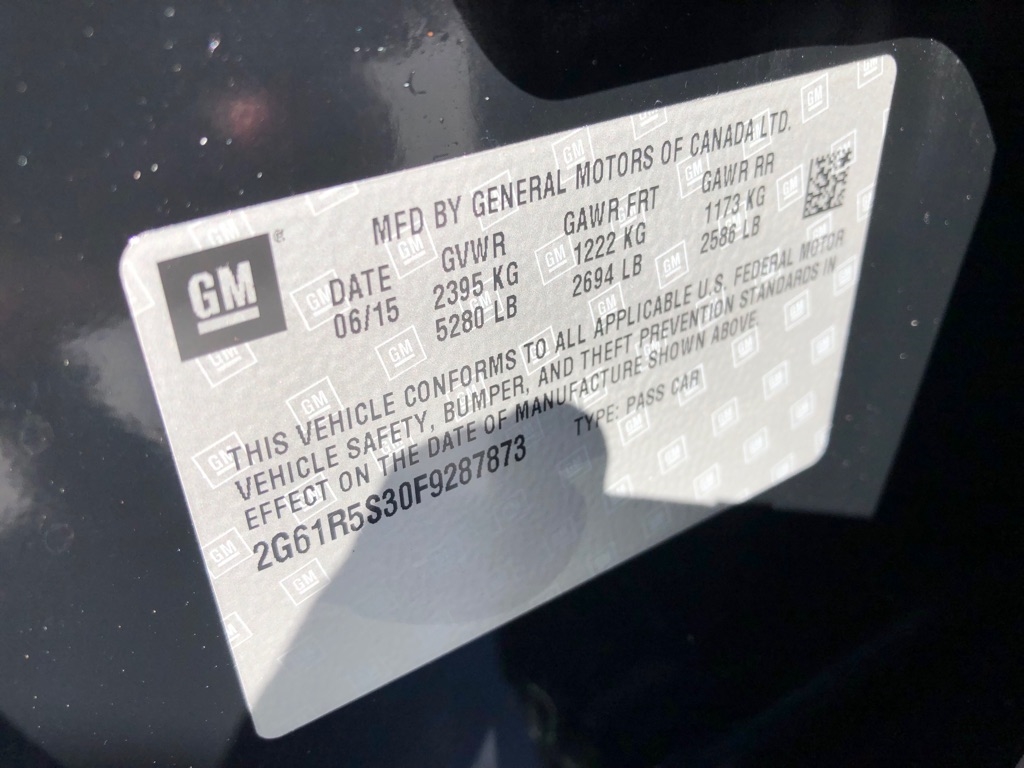 GM
®
MFD BY GENERAL MOTORS OF CANADA LTD.
DATE GVWR GAWR FRT GAWR RR
06/15 2395 KG 1222 KG 1173 KG
5280 LB 2694 LB 2586 LB
THIS VEHICLE CONFORMS TO ALL APPLICABLE U.S. FEDERAL MOTOR
VEHICLE SAFETY, BUMPER, AND THEFT PREVENTION STANDARDS IN
EFFECT ON THE DATE OF MANUFACTURE SHOWN ABOVE.
2G61R5S30F9287873 TYPE: PASS CAR